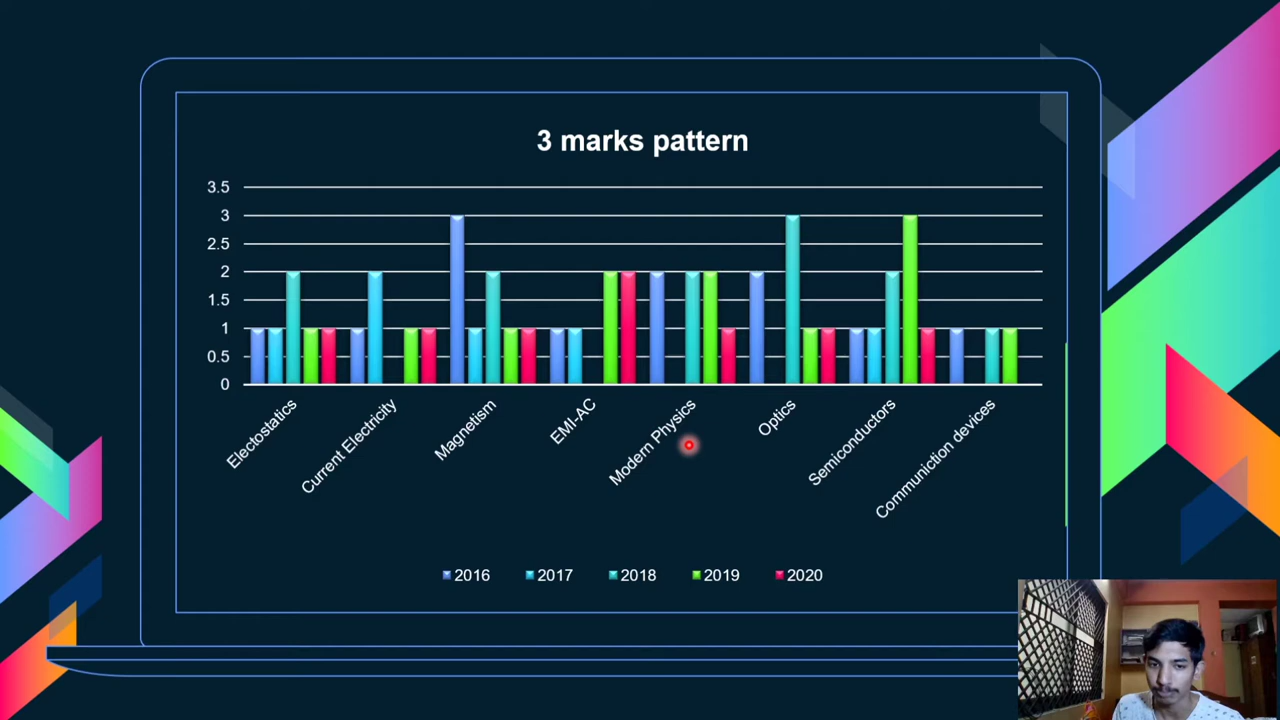 3 marks pattern
3.5
3
2.5
2
1.5
1
0.5
0
Electostatics
Current Electricity
Magnetism
EMI-AC
Modern Physics
Optics
Semiconductors
Communiction devices
2016 2017 2018 2019 2020